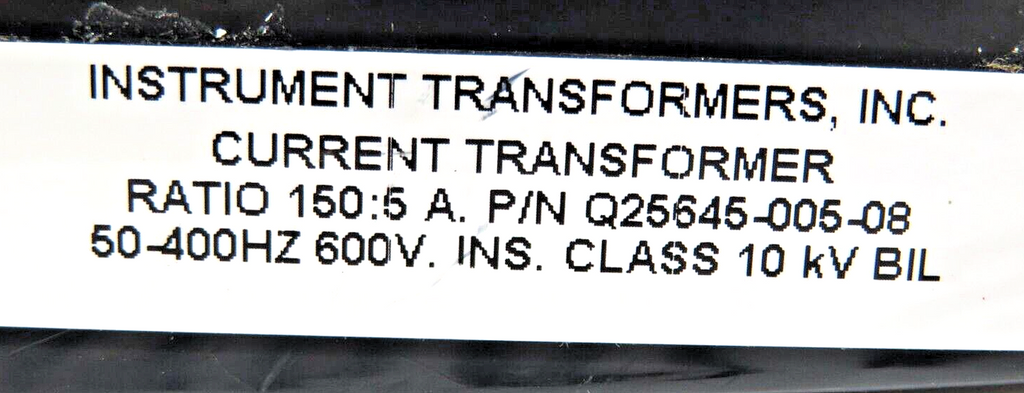 INSTRUMENT TRANSFORMERS, INC.
CURRENT TRANSFORMER
RATIO 150:5 A. P/N Q25645-005-08
50-400HZ 600V. INS. CLASS 10 kV BIL